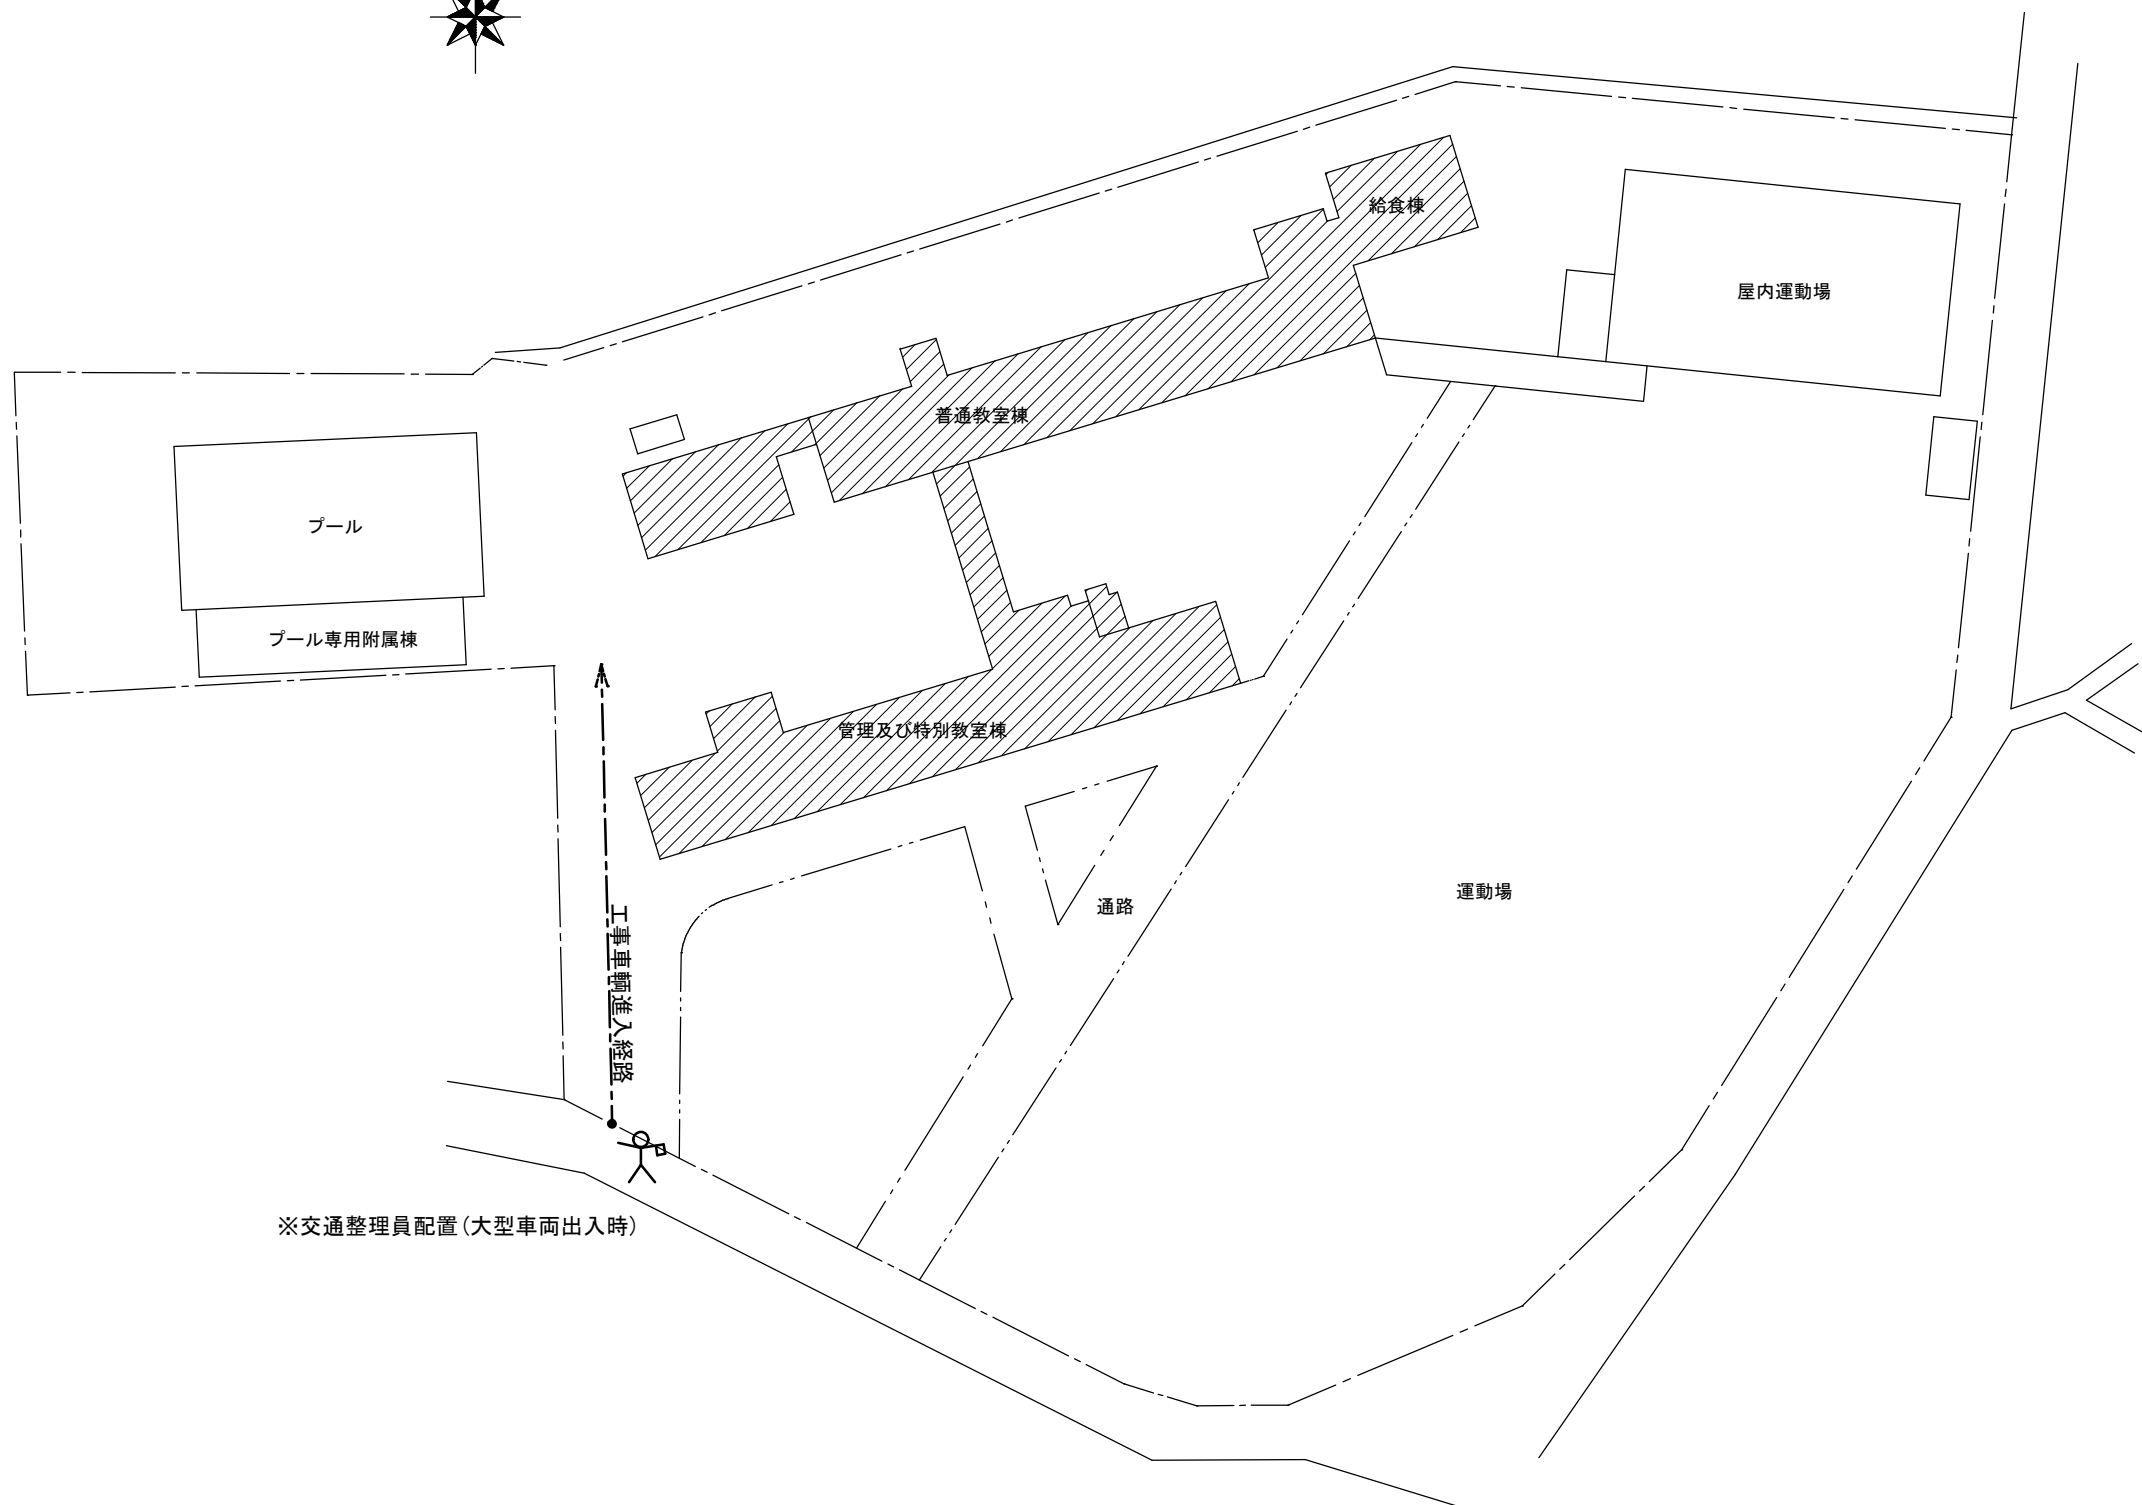 給食棟
屋内運動場
普通教室棟
プール
プール専用附属棟
管理及び特別教室棟
運動場
通路
工事車輌進入経路
※交通整理員配置(大型車両出入時)